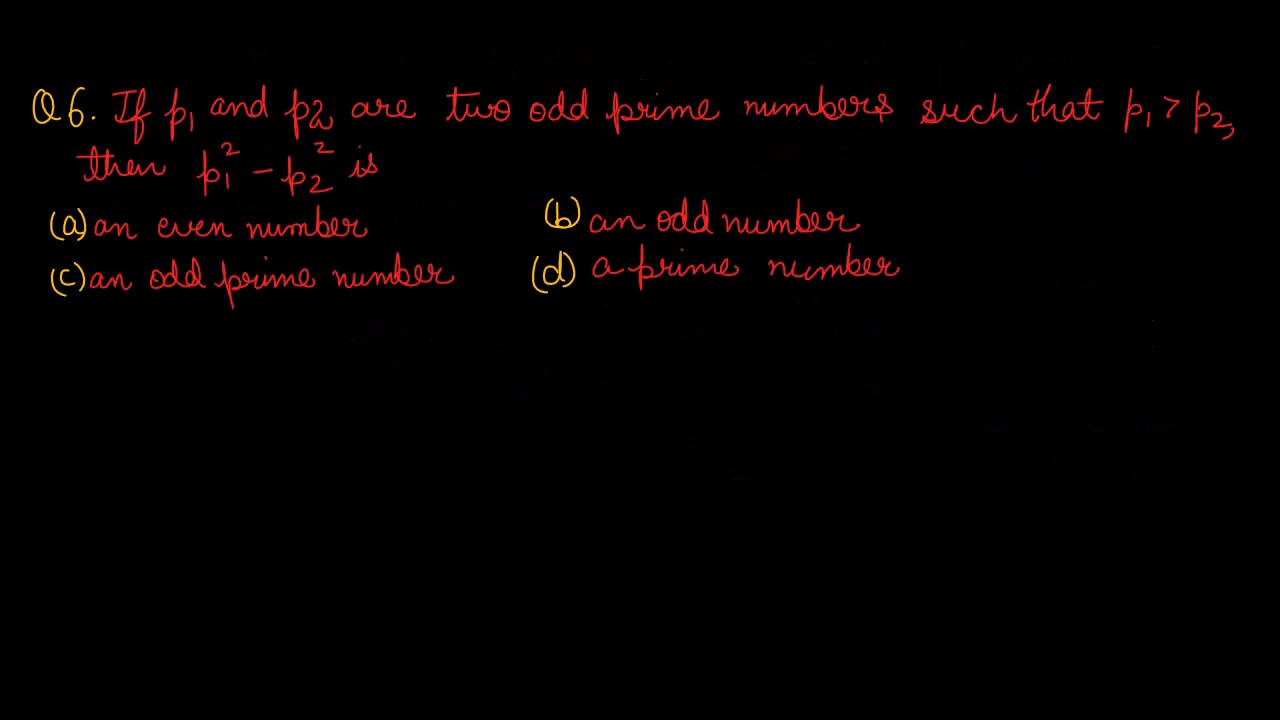 Q6. If p₁ and p₂ are two odd prime numbers such that p₁ > p₂,
then p₁² - p₂² is
(a) an even number (b) an odd number
(c) an odd prime number (d) a prime number